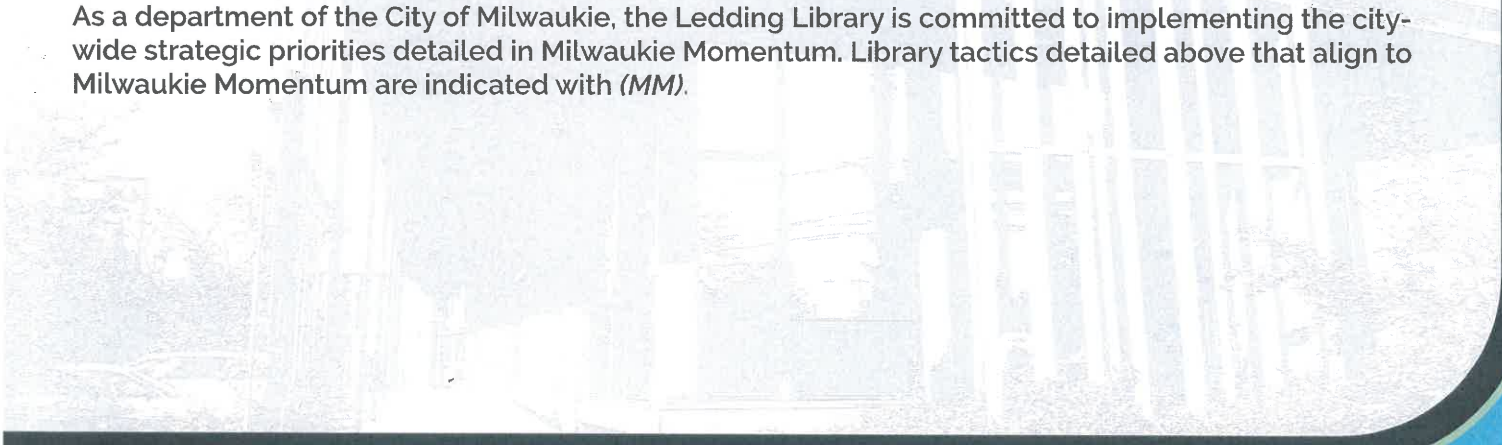 As a department of the City of Milwaukie, the Ledding Library is committed to implementing the city-
wide strategic priorities detailed in Milwaukie Momentum. Library tactics detailed above that align to
Milwaukie Momentum are indicated with (MM).